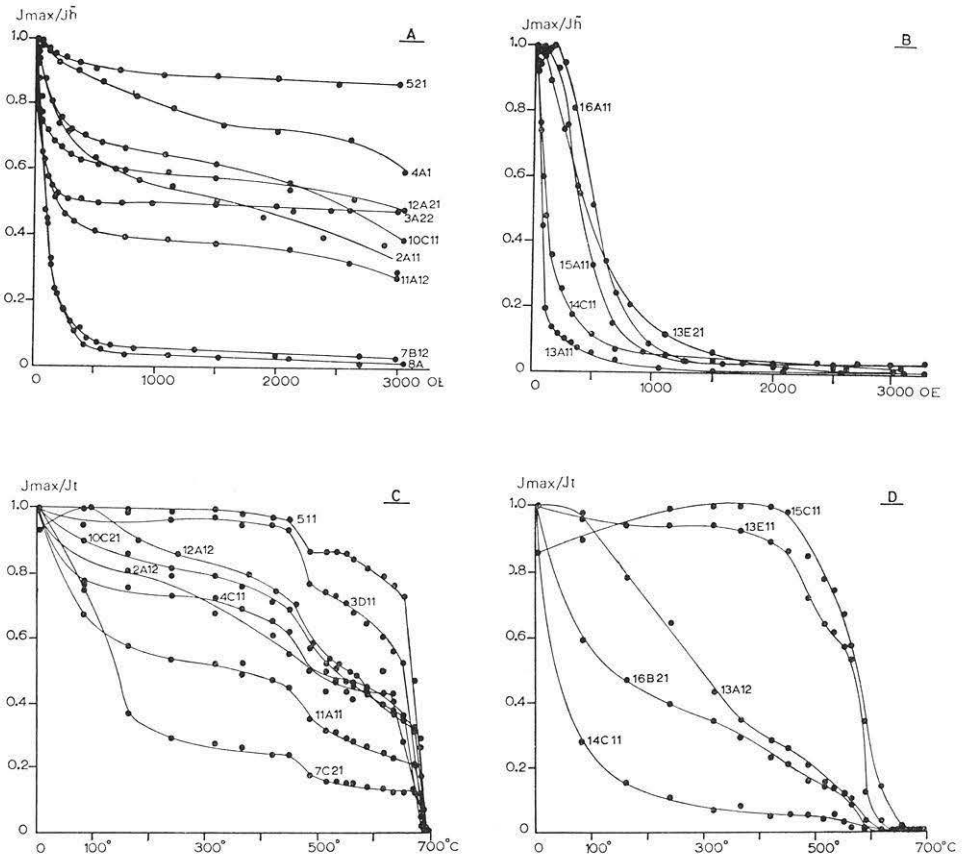 Jmax/Jh̄
A
1.0
0.8
0.6
0.4
0.2
0
521
4A1
12A21
3A22
10C11
2A11
11A12
7B12
8A
0
1000
2000
3000 OE
Jmax/Jh̄
B
1.0
0.8
0.6
0.4
0.2
0
16A11
15A11
14C11
13A11
13E21
0
1000
2000
3000 OE
Jmax/Jt
C
1.0
0.8
0.6
0.4
0.2
0
511
10C21
12A12
2A12
4C11
3D11
11A11
7C21
100°
300°
500°
700°C
Jmax/Jt
D
1.0
0.8
0.6
0.4
0.2
0
15C11
13E11
13A12
16B21
14C11
100°
300°
500°
700°C